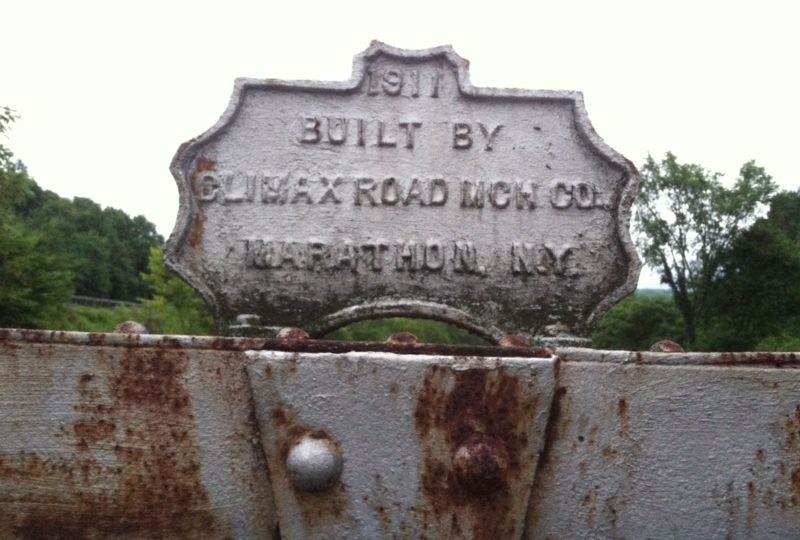 1911
BUILT BY
CLIMAX ROAD MCH CO.
MARATHON, N.Y.